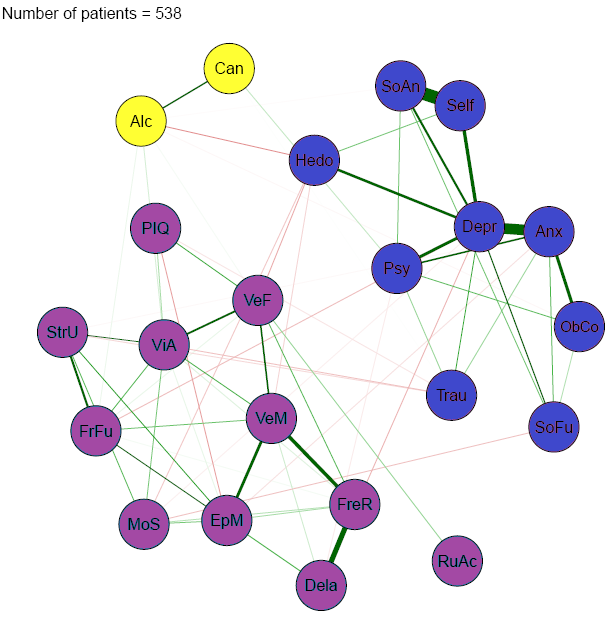 Number of patients = 538
Can
SoAn
Self
Alc
Hedo
PIQ
Depr
Anx
Psy
VeF
StrU
ViA
ObCo
Trau
VeM
FrFu
SoFu
FreR
MoS
EpM
RuAc
Dela